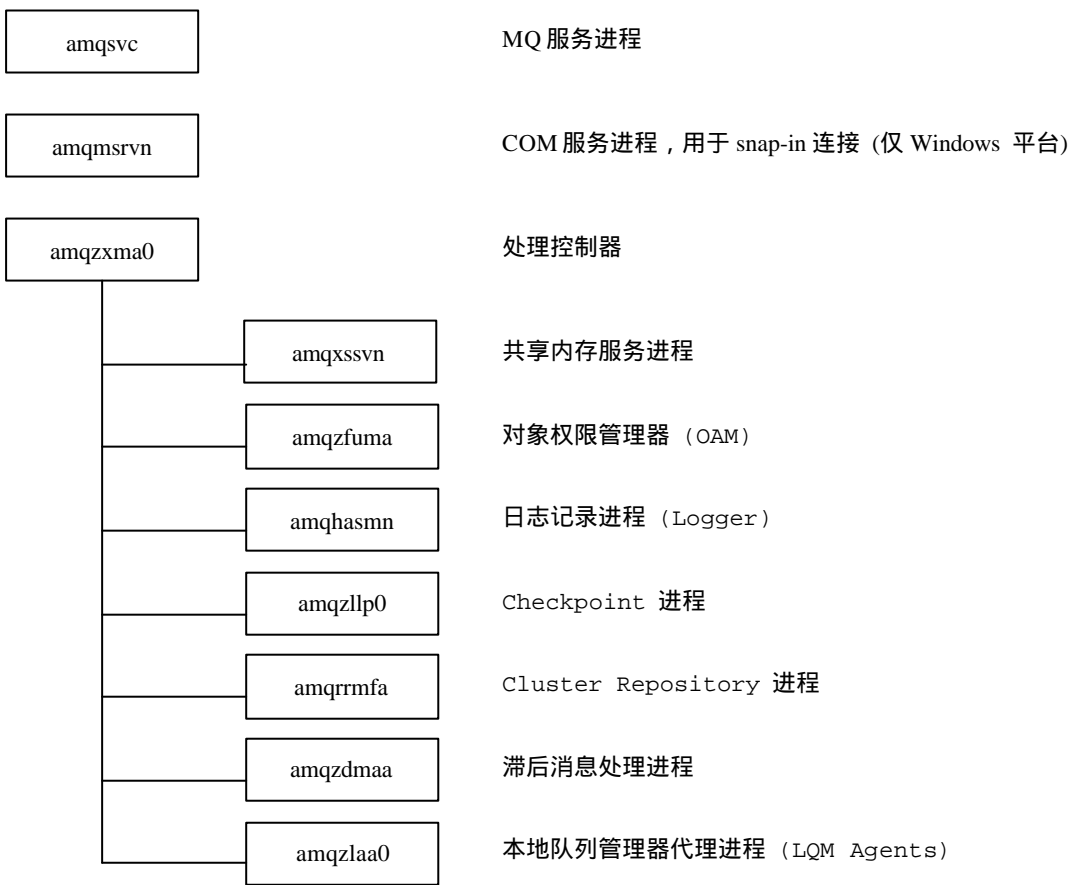 amqsvc MQ 服务进程
amqmsrvn COM 服务进程，用于 snap-in 连接 (仅 Windows 平台)
amqzxma0 处理控制器
amqxssvn 共享内存服务进程
amqzfuma 对象权限管理器 (OAM)
amqhasmn 日志记录进程 (Logger)
amqzllp0 Checkpoint 进程
amqrrmfa Cluster Repository 进程
amqzdmaa 滞后消息处理进程
amqzlaa0 本地队列管理器代理进程 (LQM Agents)